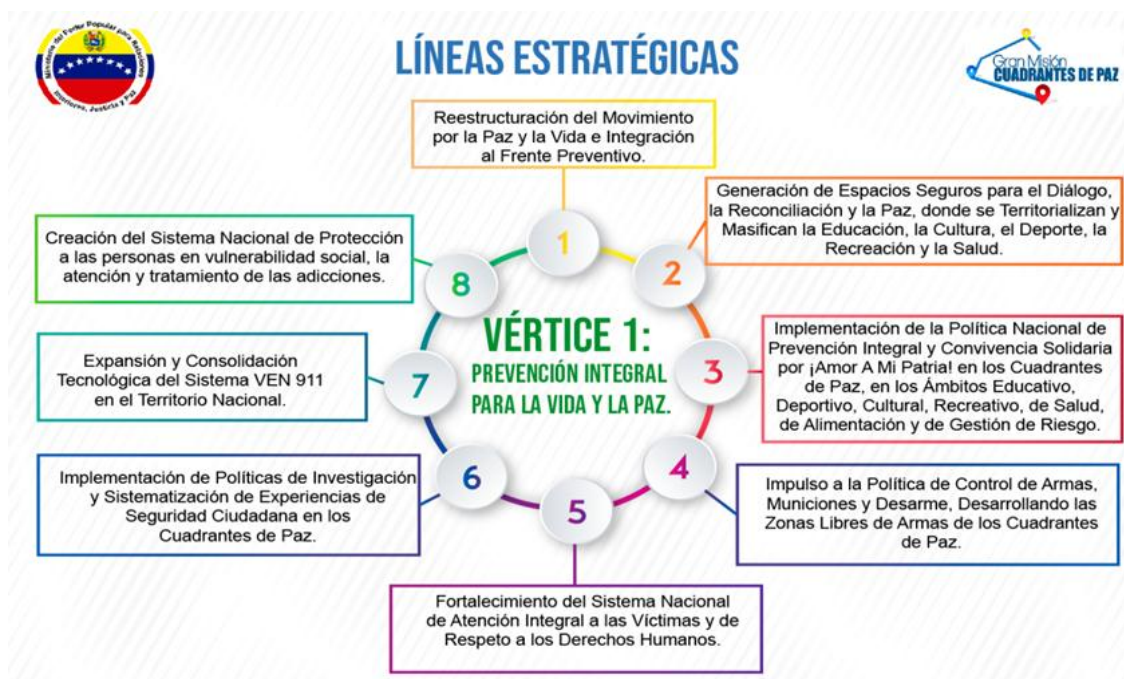 Ministerio del Poder Popular para Relaciones
Interiores, Justicia y Paz
LÍNEAS ESTRATÉGICAS
Gran Misión
CUADRANTES DE PAZ
Reestructuración del Movimiento
por la Paz y la Vida e Integración
al Frente Preventivo.
1
Generación de Espacios Seguros para el Diálogo,
la Reconciliación y la Paz, donde se Territorializan y
Masifican la Educación, la Cultura, el Deporte, la
Recreación y la Salud.
2
Implementación de la Política Nacional de
Prevención Integral y Convivencia Solidaria
por ¡Amor A Mi Patria! en los Cuadrantes
de Paz, en los Ámbitos Educativo,
Deportivo, Cultural, Recreativo, de Salud,
de Alimentación y de Gestión de Riesgo.
3
Impulso a la Política de Control de Armas,
Municiones y Desarme, Desarrollando las
Zonas Libres de Armas de los Cuadrantes
de Paz.
4
Fortalecimiento del Sistema Nacional
de Atención Integral a las Víctimas y de
Respeto a los Derechos Humanos.
5
Implementación de Políticas de Investigación
y Sistematización de Experiencias de
Seguridad Ciudadana en los
Cuadrantes de Paz.
6
Expansión y Consolidación
Tecnológica del Sistema VEN 911
en el Territorio Nacional.
7
Creación del Sistema Nacional de Protección
a las personas en vulnerabilidad social, la
atención y tratamiento de las adicciones.
8
VÉRTICE 1:
PREVENCIÓN INTEGRAL
PARA LA VIDA Y LA PAZ.